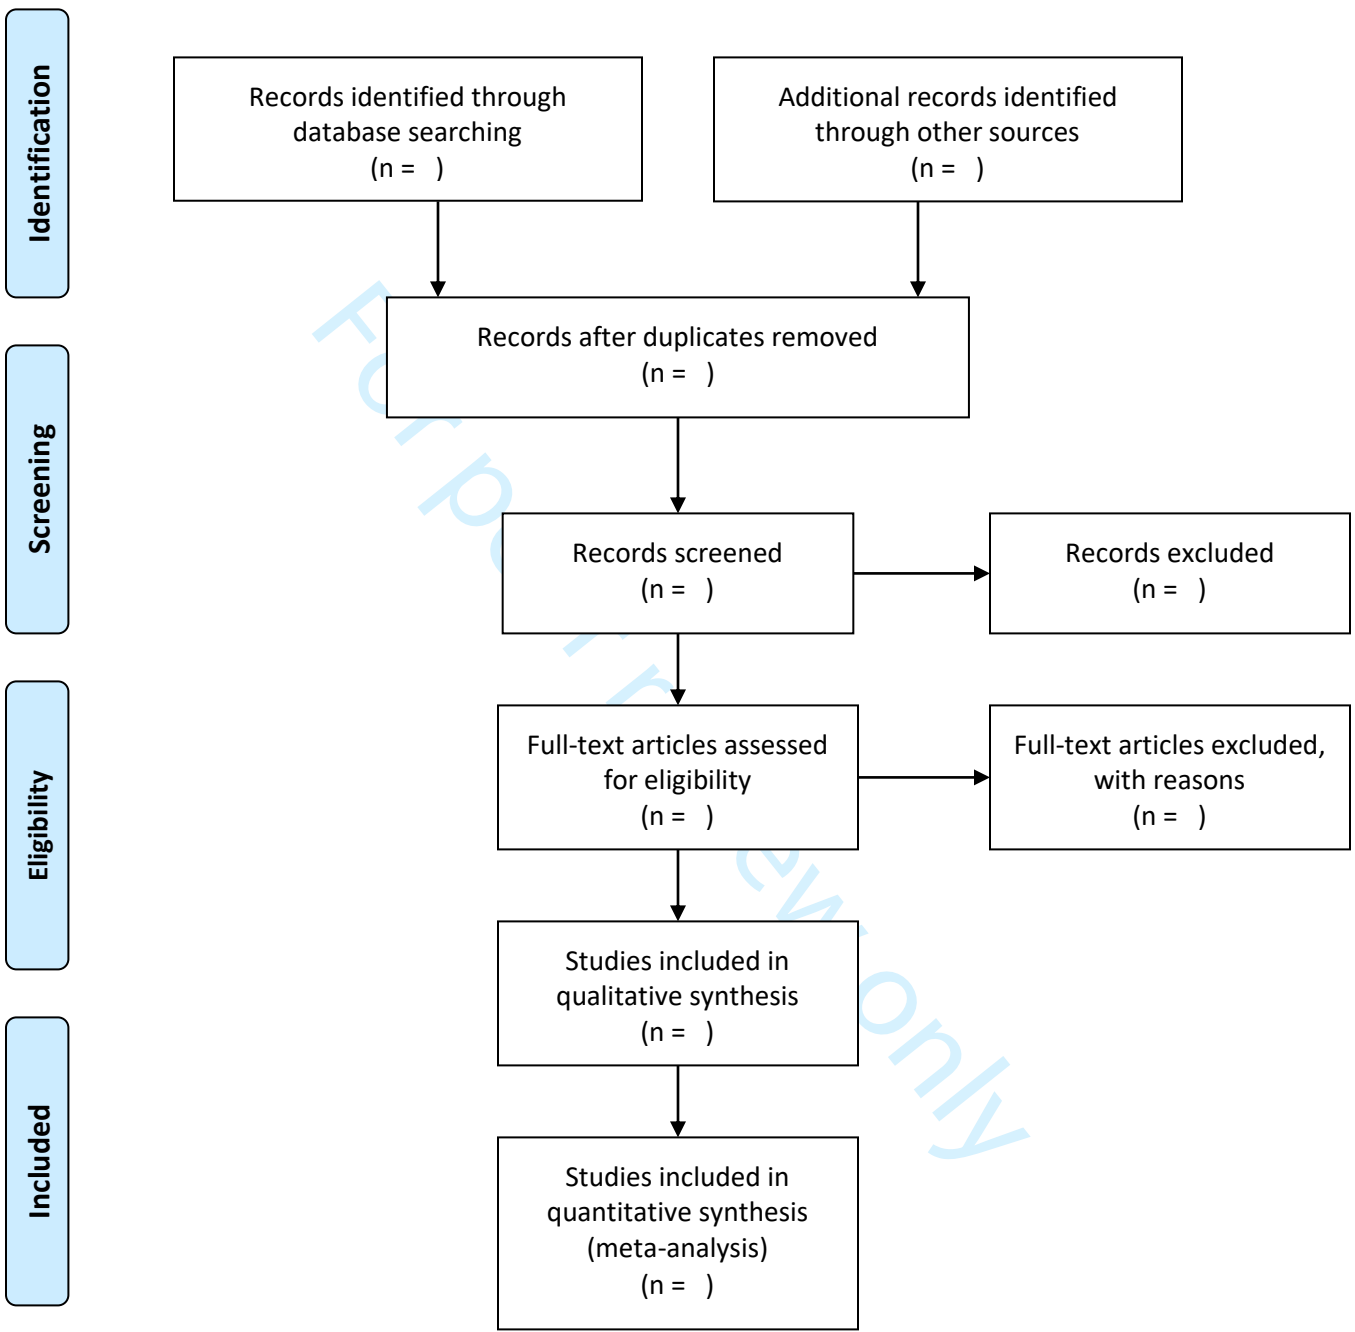 Identification
Records identified through
database searching
(n =   )
Additional records identified
through other sources
(n =   )
Records after duplicates removed
(n =   )
Screening
Records screened
(n =   )
Records excluded
(n =   )
Eligibility
Full-text articles assessed
for eligibility
(n =   )
Full-text articles excluded,
with reasons
(n =   )
Studies included in
qualitative synthesis
(n =   )
Included
Studies included in
quantitative synthesis
(meta-analysis)
(n =   )
For peer review only